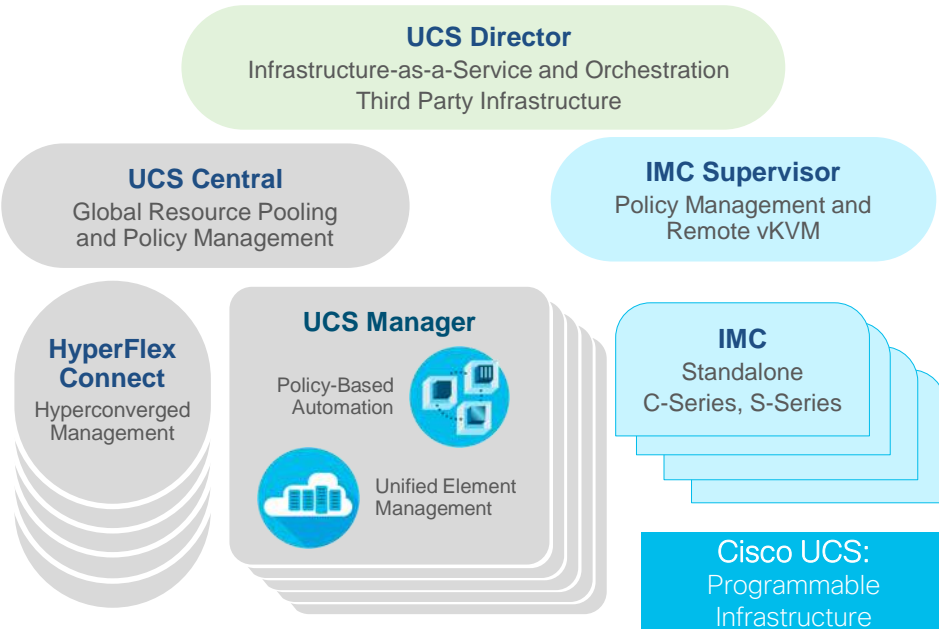 UCS Director
Infrastructure-as-a-Service and Orchestration
Third Party Infrastructure
UCS Central
Global Resource Pooling
and Policy Management
IMC Supervisor
Policy Management and
Remote vKVM
HyperFlex
Connect
Hyperconverged
Management
UCS Manager
Policy-Based
Automation
Unified Element
Management
IMC
Standalone
C-Series, S-Series
Cisco UCS:
Programmable
Infrastructure